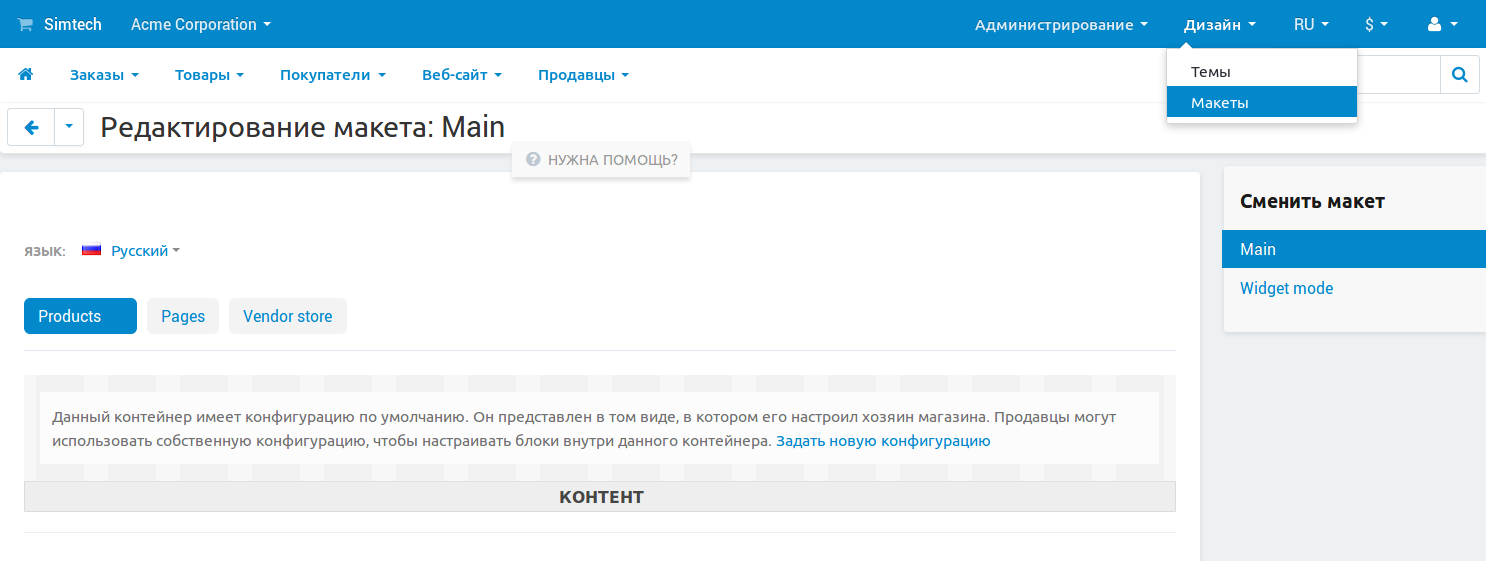 Simtech Acme Corporation Администрирование Дизайн RU $
Заказы Товары Покупатели Веб-сайт Продавцы
Темы
Макеты
Редактирование макета: Main
НУЖНА ПОМОЩЬ?
Сменить макет
Main
Widget mode
ЯЗЫК: Русский
Products Pages Vendor store
Данный контейнер имеет конфигурацию по умолчанию. Он представлен в том виде, в котором его настроил хозяин магазина. Продавцы могут
использовать собственную конфигурацию, чтобы настраивать блоки внутри данного контейнера. Задать новую конфигурацию
КОНТЕНТ